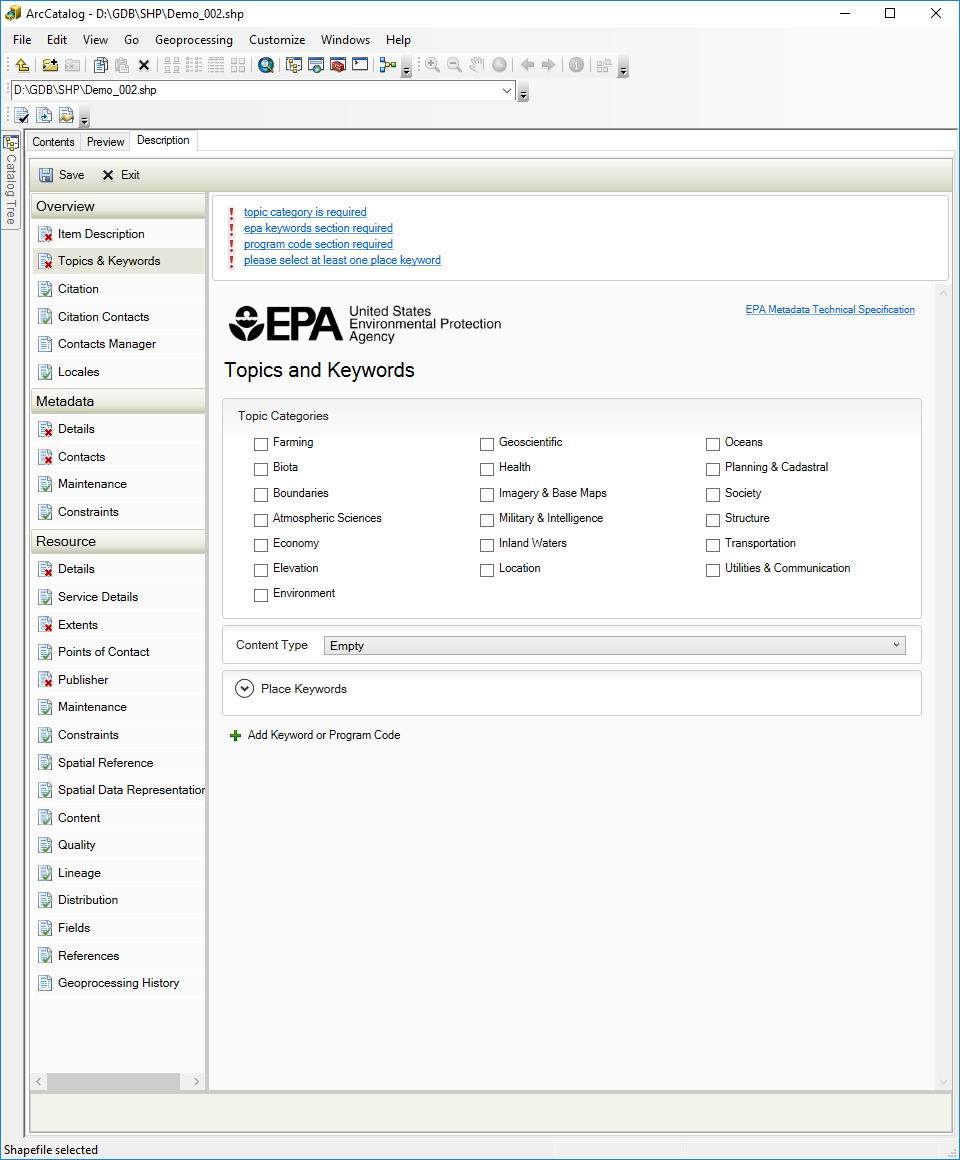 ArcCatalog - D:\GDB\SHP\Demo_002.shp
File Edit View Go Geoprocessing Customize Windows Help
D:\GDB\SHP\Demo_002.shp
Catalog Tree
Contents Preview Description
Save Exit
Overview
Item Description
Topics & Keywords
Citation
Citation Contacts
Contacts Manager
Locales
Metadata
Details
Contacts
Maintenance
Constraints
Resource
Details
Service Details
Extents
Points of Contact
Publisher
Maintenance
Constraints
Spatial Reference
Spatial Data Representation
Content
Quality
Lineage
Distribution
Fields
References
Geoprocessing History
topic category is required
epa keywords section required
program code section required
please select at least one place keyword
EPA United States
Environmental Protection
Agency
EPA Metadata Technical Specification
Topics and Keywords
Topic Categories
Farming Geoscientific Oceans
Biota Health Planning & Cadastral
Boundaries Imagery & Base Maps Society
Atmospheric Sciences Military & Intelligence Structure
Economy Inland Waters Transportation
Elevation Location Utilities & Communication
Environment
Content Type Empty
Place Keywords
Add Keyword or Program Code
Shapefile selected